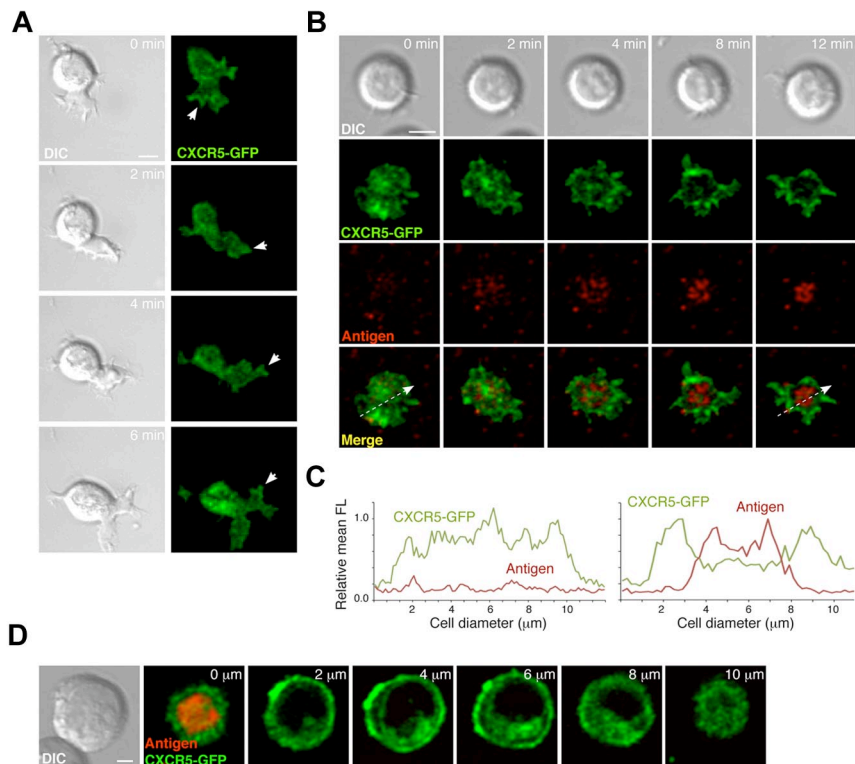 A
0 min
DIC
CXCR5-GFP
2 min
4 min
6 min
B
0 min
2 min
4 min
8 min
12 min
DIC
CXCR5-GFP
Antigen
Merge
C
Relative mean FL
1.0
0.0
CXCR5-GFP
Antigen
2 4 6 8 10
Cell diameter (μm)
CXCR5-GFP
Antigen
2 4 6 8 10
Cell diameter (μm)
D
DIC
0 μm
Antigen
CXCR5-GFP
2 μm
4 μm
6 μm
8 μm
10 μm